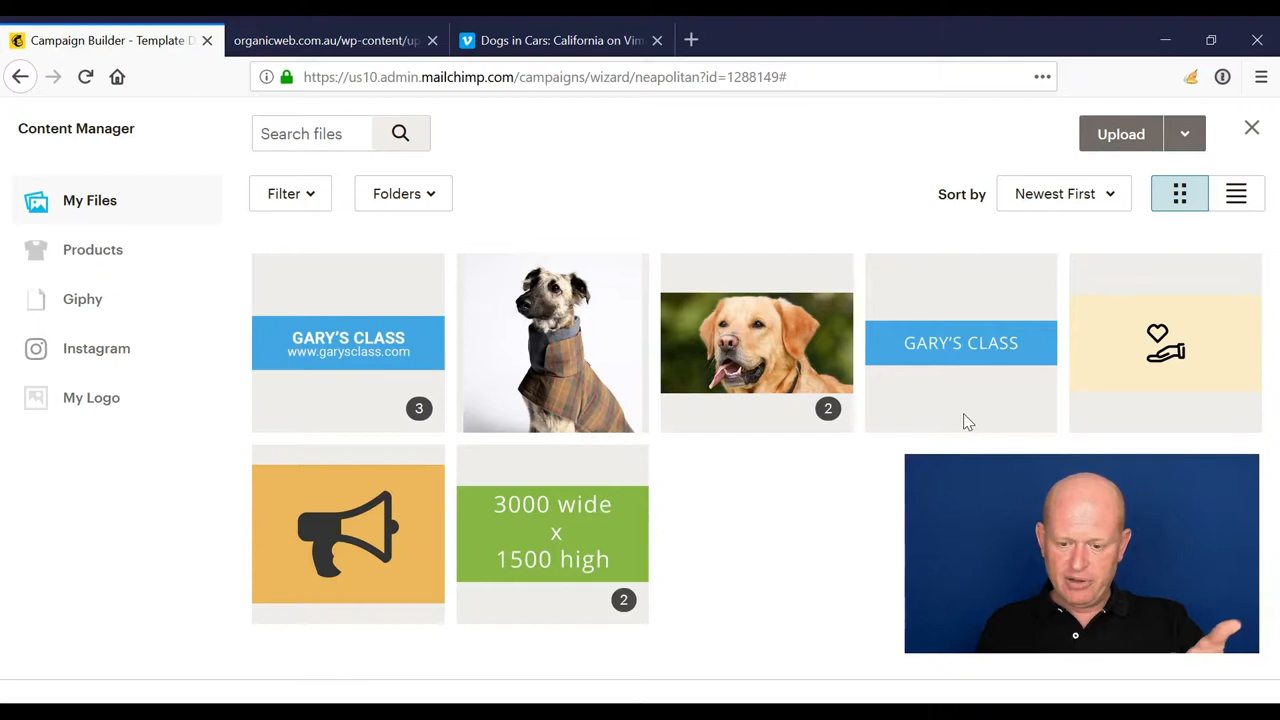 Campaign Builder - Template D
organicweb.com.au/wp-content/up
Dogs in Cars: California on Vim
https://us10.admin.mailchimp.com/campaigns/wizard/neapolitan?id=1288149#
Content Manager
Search files
Upload
My Files
Filter
Folders
Sort by
Newest First
Products
Giphy
Instagram
My Logo
GARY'S CLASS
www.garysclass.com
3
2
GARY'S CLASS
3000 wide
x
1500 high
2